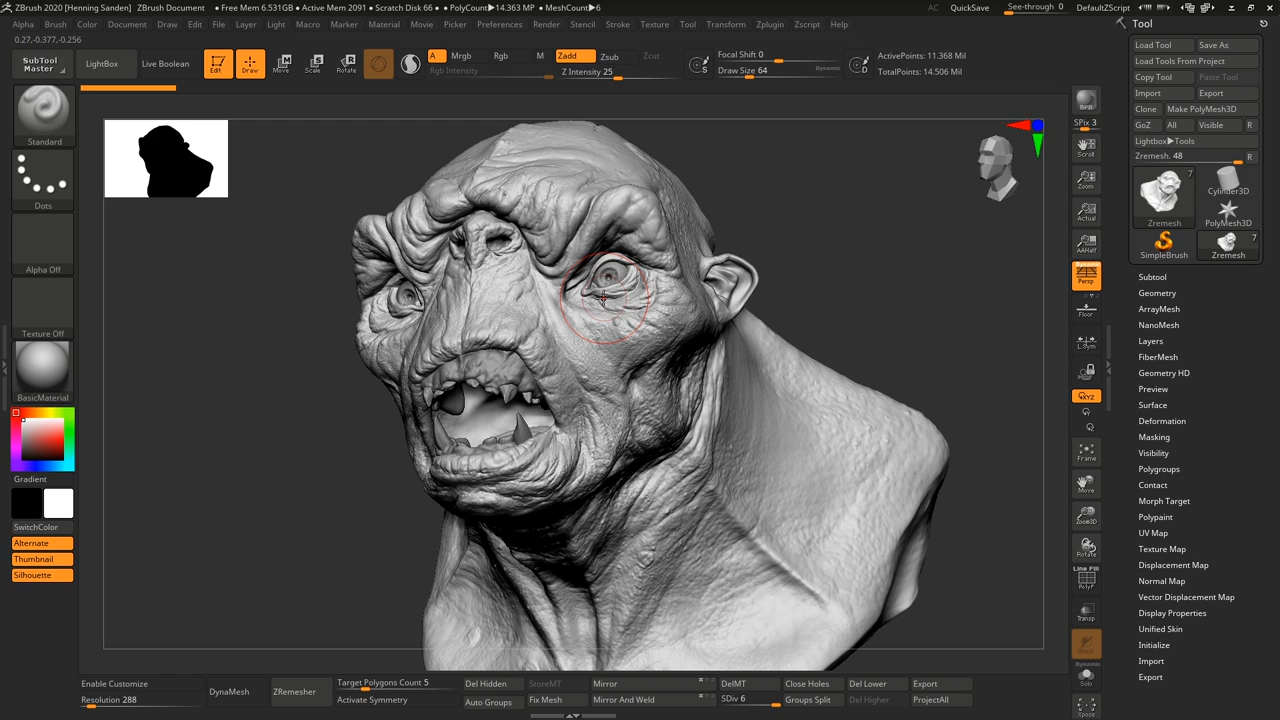 ZBrush 2020 [Henning Sanden] ZBrush Document • Free Mem 6.531GB • Active Mem 2091 • Scratch Disk 66 • PolyCount▶14.363 MP • MeshCount▶6 AC QuickSave See-through 0 Menus DefaultZScript
Alpha Brush Color Document Draw Edit File Layer Light Macro Marker Material Movie Picker Preferences Render Stencil Stroke Texture Tool Transform Zplugin Zscript Help
0.27,-0.377,-0.256
SubTool Master
LightBox
Live Boolean
Edit
Draw
Move
Scale
Rotate
A
Mrgb
Rgb
M
Rgb Intensity
Zadd
Zsub
Zcut
Z Intensity 25
Focal Shift 0
Draw Size 64
Dynamic
S
D
ActivePoints: 11.368 Mil
TotalPoints: 14.506 Mil
Standard
Dots
Alpha Off
Texture Off
BasicMaterial
Gradient
SwitchColor
Alternate
Thumbnail
Silhouette
BPR
SPix 3
Scroll
Zoom
Actual
AAHalf
Dynamic
Persp
Floor
L.Sym
XYZ
Frame
Move
Zoom3D
Rotate
Line Fill
PolyF
Transp
Ghost
Dynamic
Solo
Xpose
Tool
Load Tool
Save As
Load Tools From Project
Copy Tool
Paste Tool
Import
Export
Clone
Make PolyMesh3D
GoZ
All
Visible
R
Lightbox▶Tools
Zremesh. 48
R
7
Zremesh
Cylinder3D
PolyMesh3D
SimpleBrush
7
Zremesh
Subtool
Geometry
ArrayMesh
NanoMesh
Layers
FiberMesh
Geometry HD
Preview
Surface
Deformation
Masking
Visibility
Polygroups
Contact
Morph Target
Polypaint
UV Map
Texture Map
Displacement Map
Normal Map
Vector Displacement Map
Display Properties
Unified Skin
Initialize
Import
Export
Enable Customize
Resolution 288
DynaMesh
ZRemesher
Target Polygons Count 5
Activate Symmetry
Del Hidden
Auto Groups
StoreMT
Fix Mesh
Mirror
Mirror And Weld
DelMT
SDiv 6
Close Holes
Groups Split
Del Lower
Del Higher
Export
ProjectAll